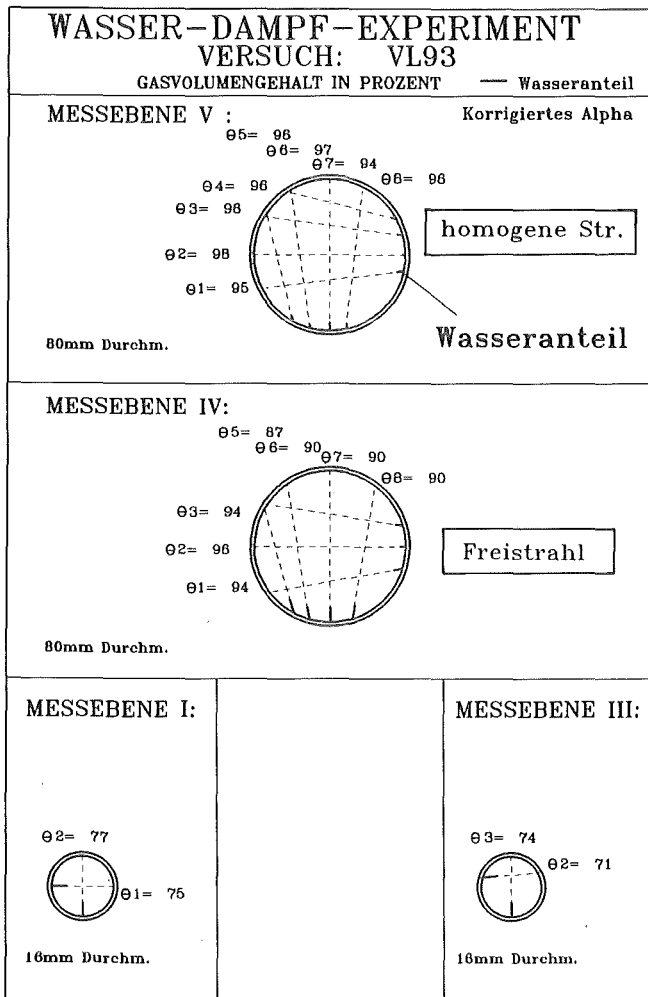 WASSER-DAMPF-EXPERIMENT
VERSUCH: VL93
GASVOLUMENGEHALT IN PROZENT — Wasseranteil
MESSEBENE V :
Korrigiertes Alpha
θ5= 96
θ6= 97
θ7= 94
θ8= 96
θ4= 96
θ3= 96
θ2= 98
θ1= 95
homogene Str.
Wasseranteil
80mm Durchm.
MESSEBENE IV:
θ5= 87
θ6= 90
θ7= 90
θ8= 90
θ3= 94
θ2= 96
θ1= 94
Freistrahl
80mm Durchm.
MESSEBENE I:
θ2= 77
θ1= 75
16mm Durchm.
MESSEBENE III:
θ3= 74
θ2= 71
16mm Durchm.